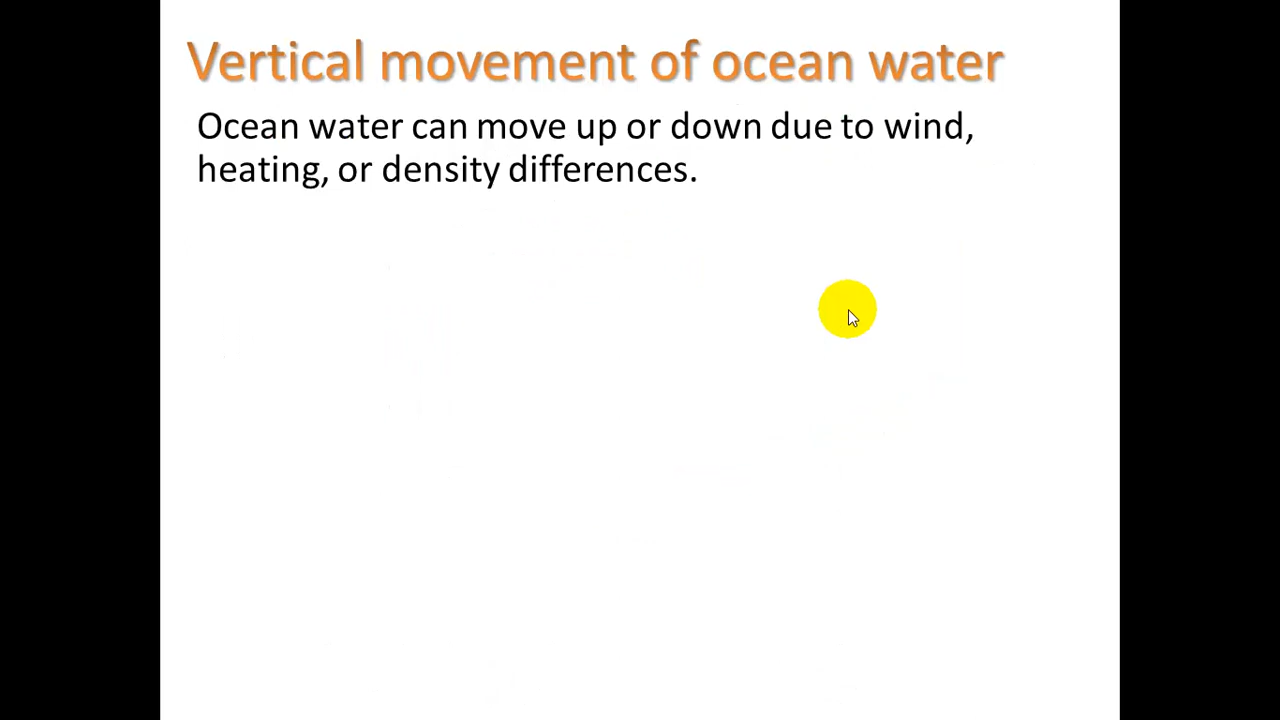 Vertical movement of ocean water
Ocean water can move up or down due to wind,
heating, or density differences.